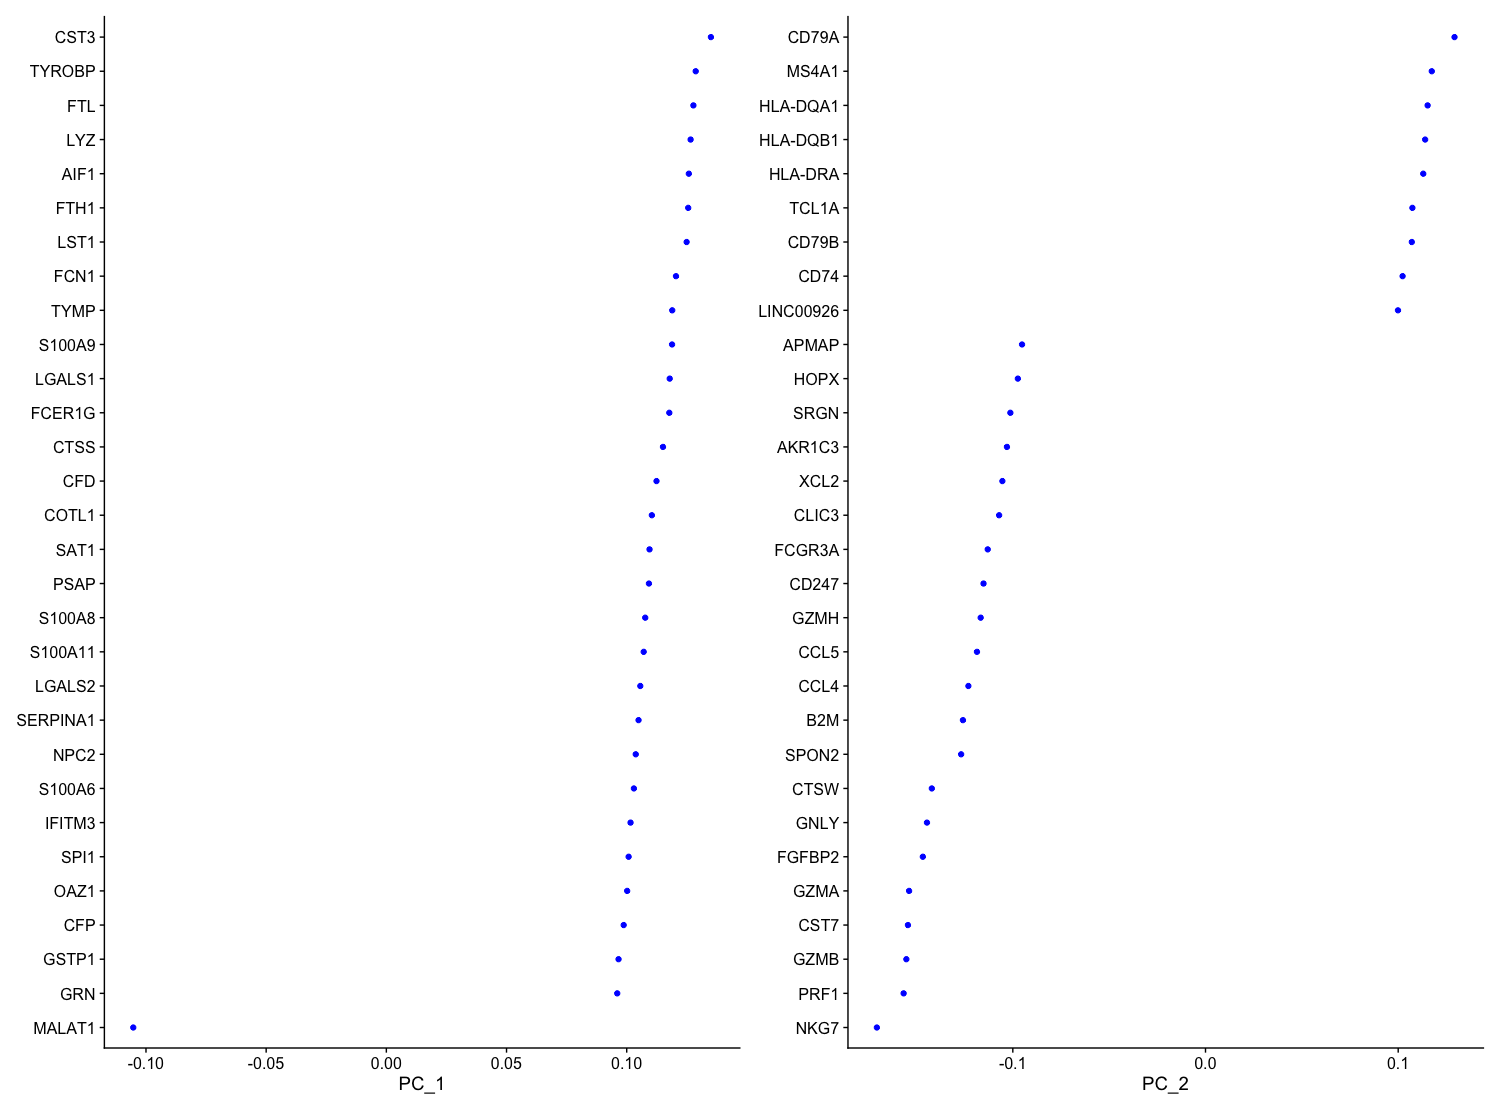 CST3
TYROBP
FTL
LYZ
AIF1
FTH1
LST1
FCN1
TYMP
S100A9
LGALS1
FCER1G
CTSS
CFD
COTL1
SAT1
PSAP
S100A8
S100A11
LGALS2
SERPINA1
NPC2
S100A6
IFITM3
SPI1
OAZ1
CFP
GSTP1
GRN
MALAT1
-0.10 -0.05 0.00 0.05 0.10
PC_1
CD79A
MS4A1
HLA-DQA1
HLA-DQB1
HLA-DRA
TCL1A
CD79B
CD74
LINC00926
APMAP
HOPX
SRGN
AKR1C3
XCL2
CLIC3
FCGR3A
CD247
GZMH
CCL5
CCL4
B2M
SPON2
CTSW
GNLY
FGFBP2
GZMA
CST7
GZMB
PRF1
NKG7
-0.1 0.0 0.1
PC_2